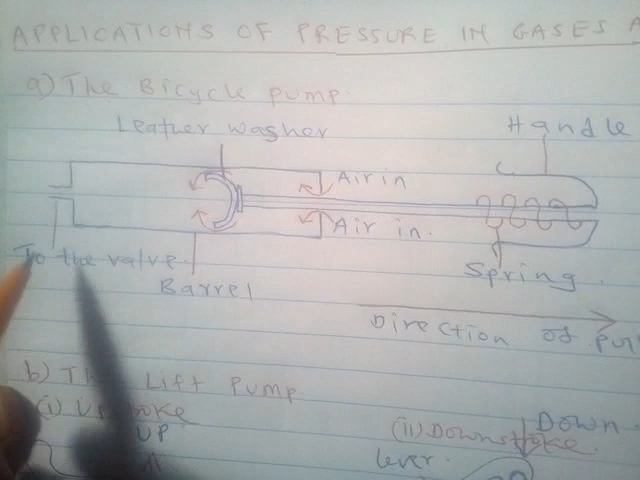 APPLICATIONS OF PRESSURE IN GASES
a) The Bicycle pump.
Leather washer
Handle
Air in
Air in.
To the valve.
Spring.
Barrel
Direction of
b) The Lift Pump
(i)
UP
(ii) Downstroke.
Down
lever.